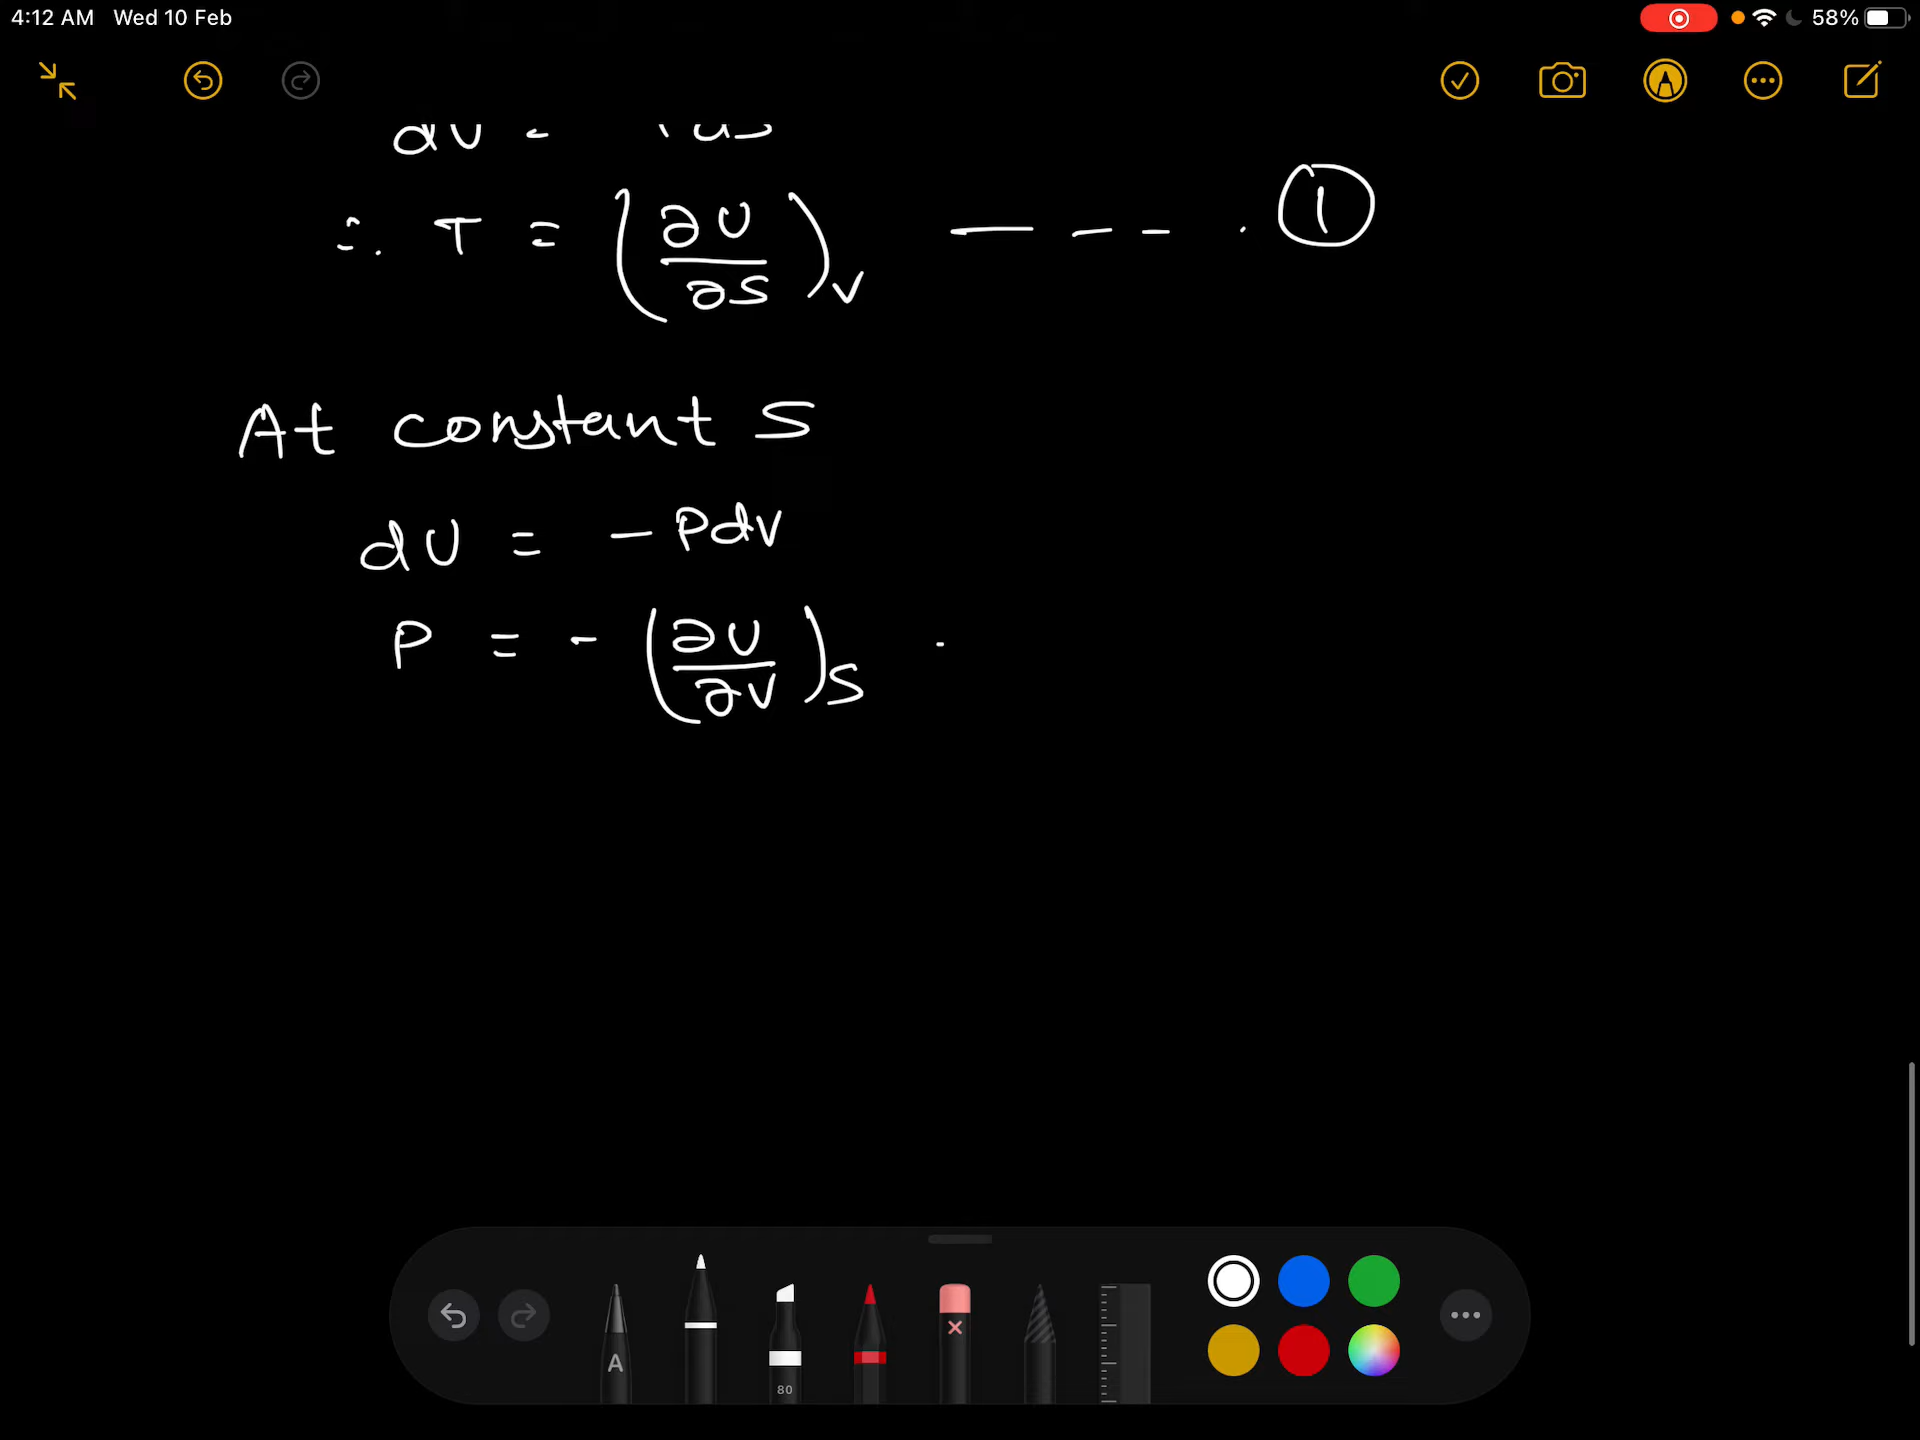 4:12 AM Wed 10 Feb 58%
∴ T = (∂U/∂S)V — - - . ①
At constant S
dU = - PdV
P = - (∂U/∂V)S -
A 80